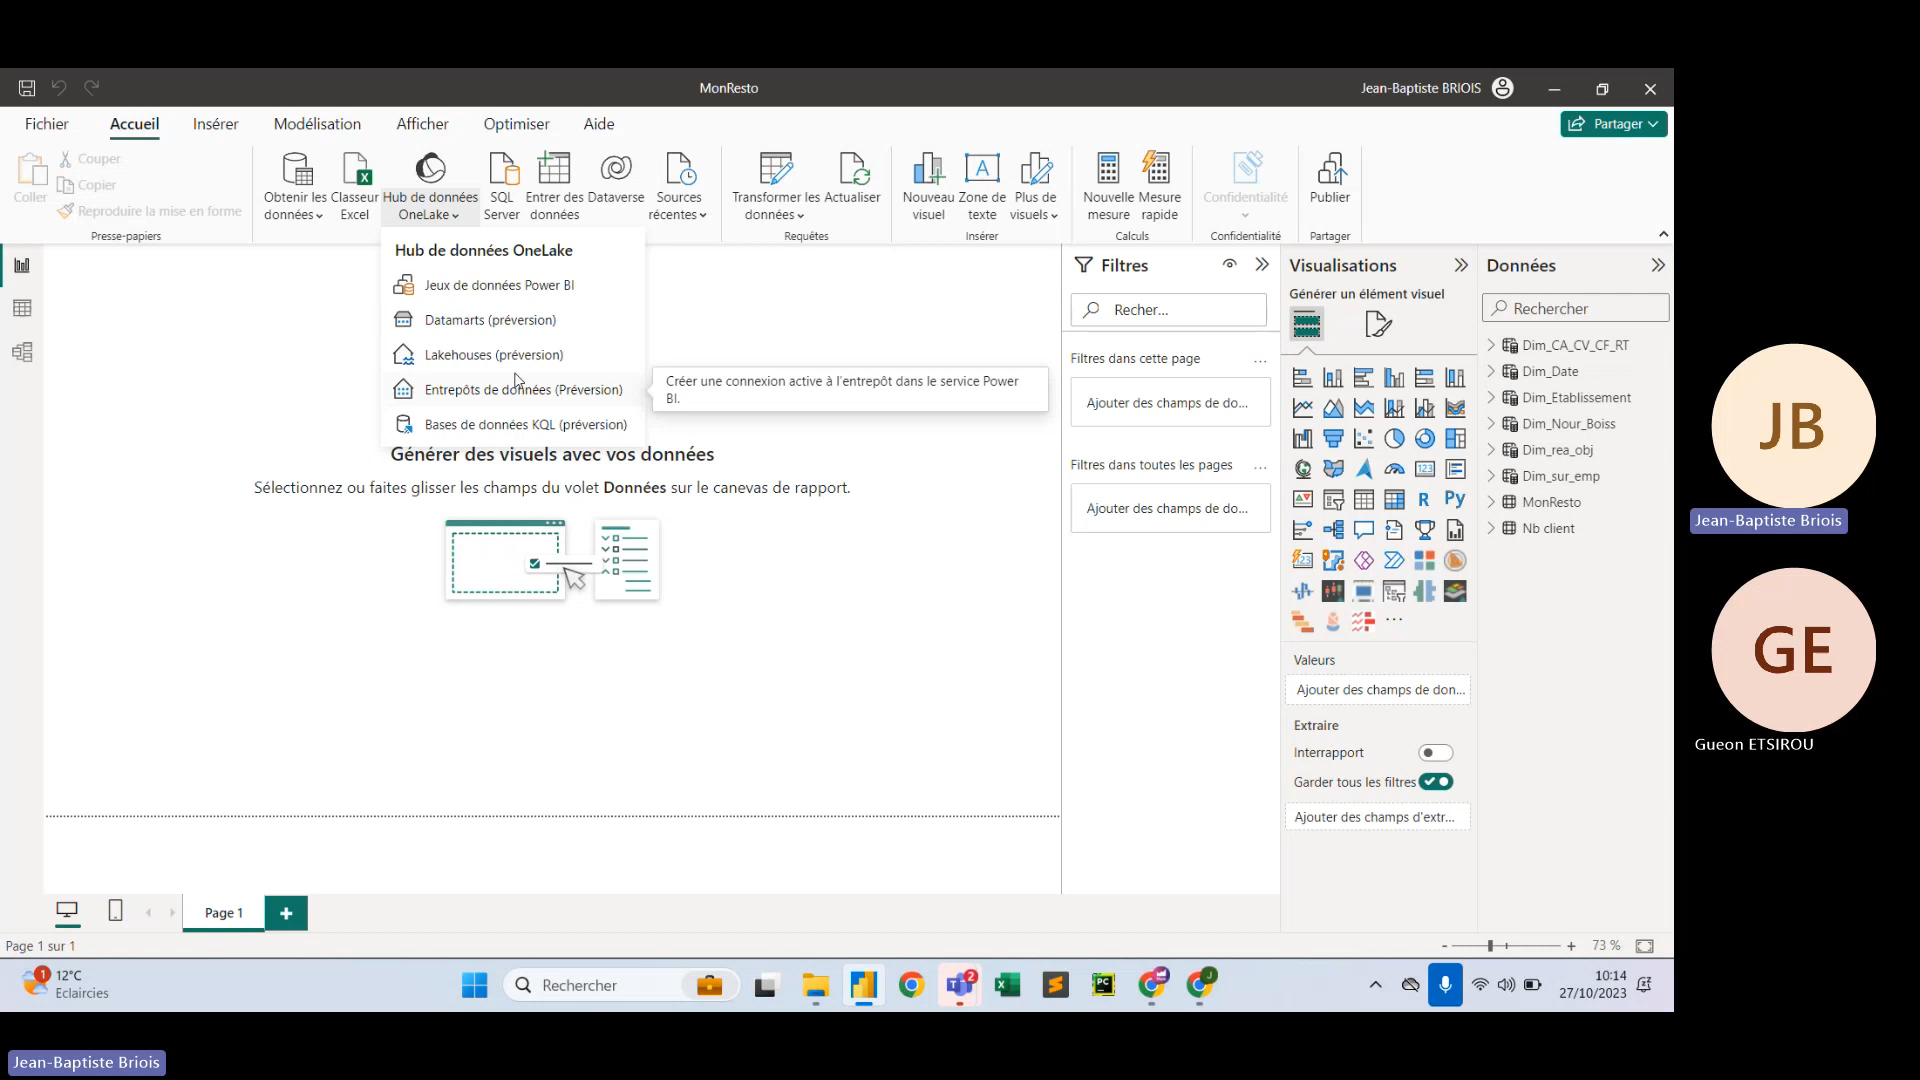 MonResto
Jean-Baptiste BRIOIS
Fichier
Accueil
Insérer
Modélisation
Afficher
Optimiser
Aide
Partager
Coller
Couper
Copier
Reproduire la mise en forme
Presse-papiers
Obtenir les
données
Classeur
Excel
Hub de données
OneLake
SQL
Server
Entrer des
données
Dataverse
Sources
récentes
Transformer les
données
Actualiser
Requêtes
Nouveau
visuel
Zone de
texte
Plus de
visuels
Insérer
Nouvelle
mesure
Mesure
rapide
Calculs
Confidentialité
Confidentialité
Publier
Partager
Hub de données OneLake
Jeux de données Power BI
Datamarts (préversion)
Lakehouses (préversion)
Entrepôts de données (Préversion)
Bases de données KQL (préversion)
Créer une connexion active à l'entrepôt dans le service Power
BI.
Générer des visuels avec vos données
Sélectionnez ou faites glisser les champs du volet Données sur le canevas de rapport.
Filtres
Recher...
Filtres dans cette page
...
Ajouter des champs de do...
Filtres dans toutes les pages
...
Ajouter des champs de do...
Visualisations
Générer un élément visuel
123
R
Py
123
...
Valeurs
Ajouter des champs de don...
Extraire
Interrapport
Garder tous les filtres
Ajouter des champs d'extr...
Données
Rechercher
Dim_CA_CV_CF_RT
Dim_Date
Dim_Etablissement
Dim_Nour_Boiss
Dim_rea_obj
Dim_sur_emp
MonResto
Nb client
JB
Jean-Baptiste Briois
GE
Gueon ETSIROU
Page 1
Page 1 sur 1
73 %
1
12°C
Eclaircies
Rechercher
2
PC
J
10:14
27/10/2023
Jean-Baptiste Briois